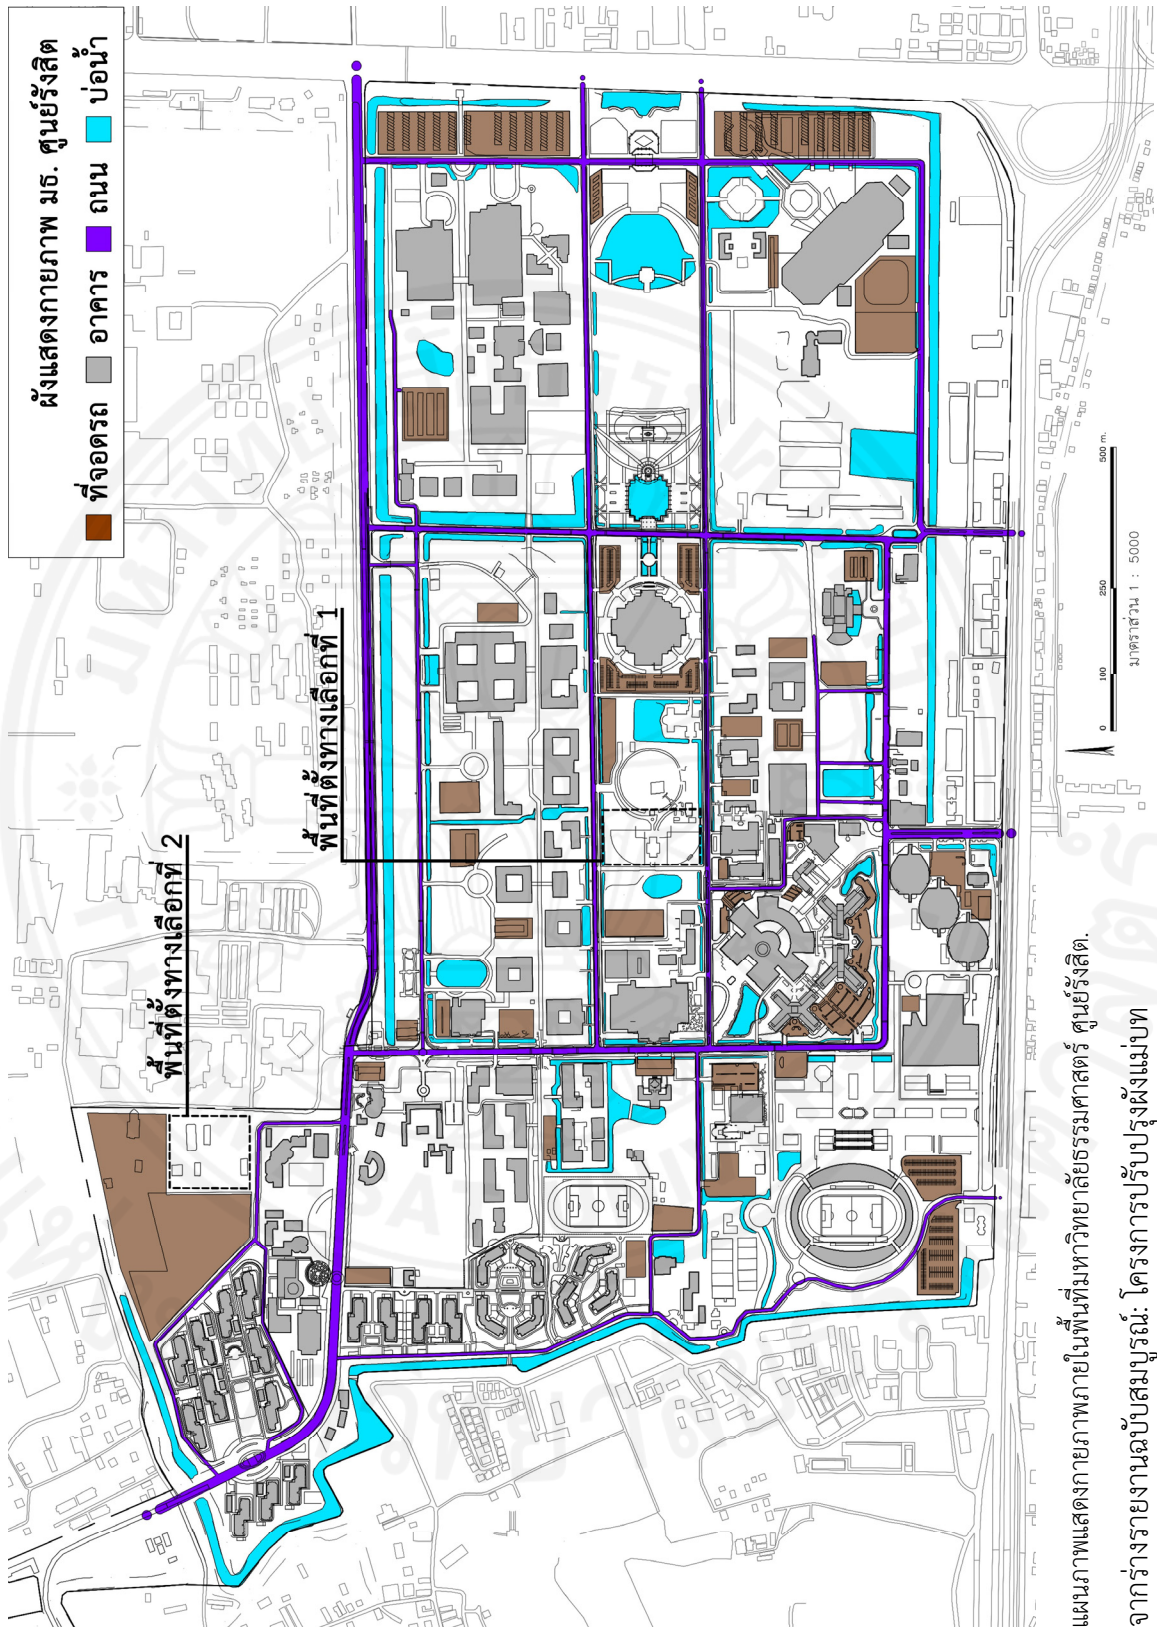 ผังแสดงกายภาพ มธ. ศูนย์รังสิต
ที่จอดรถ อาคาร ถนน บ่อน้ำ
พื้นที่ตั้งทางเลือกที่ 2
พื้นที่ตั้งทางเลือกที่ 1
0 100 250 500 m.
มาตราส่วน 1 : 5000
แผนภาพแสดงกายภาพภายในพื้นที่มหาวิทยาลัยธรรมศาสตร์ ศูนย์รังสิต.
จากร่างรายงานฉบับสมบูรณ์: โครงการปรับปรุงผังแม่บท